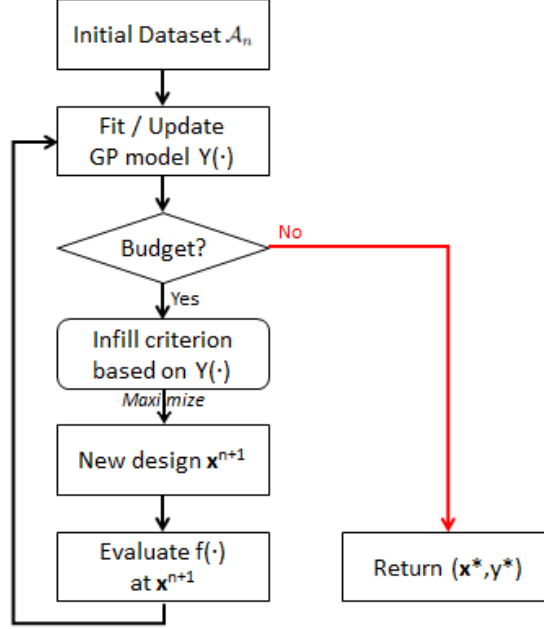 Initial Dataset 𝒜ₙ
Fit / Update
GP model Y(·)
Budget?
No
Yes
Infill criterion
based on Y(·)
Maximize
New design xⁿ⁺¹
Evaluate f(·)
at xⁿ⁺¹
Return (x*,y*)